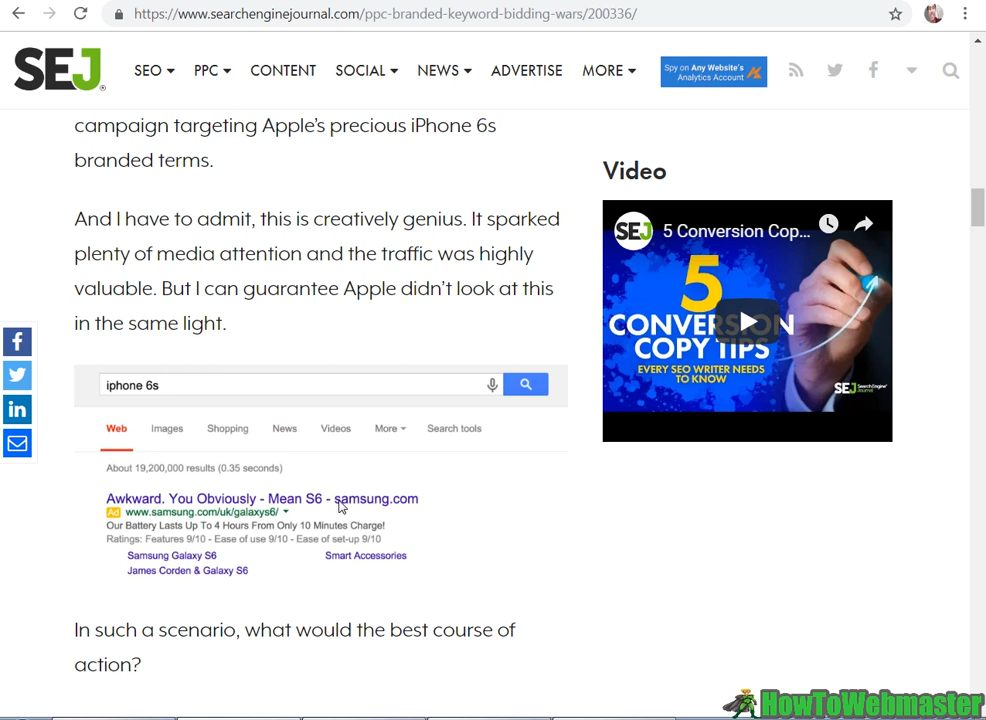 https://www.searchenginejournal.com/ppc-branded-keyword-bidding-wars/200336/
SEJ
SEO PPC CONTENT SOCIAL NEWS ADVERTISE MORE
Spy on Any Website's
Analytics Account
campaign targeting Apple's precious iPhone 6s
branded terms.
And I have to admit, this is creatively genius. It sparked
plenty of media attention and the traffic was highly
valuable. But I can guarantee Apple didn't look at this
in the same light.
iphone 6s
Web Images Shopping News Videos More Search tools
About 19,200,000 results (0.35 seconds)
Awkward. You Obviously - Mean S6 - samsung.com
Ad www.samsung.com/uk/galaxys6/
Our Battery Lasts Up To 4 Hours From Only 10 Minutes Charge!
Ratings: Features 9/10 - Ease of use 9/10 - Ease of set-up 9/10
Samsung Galaxy S6 Smart Accessories
James Corden & Galaxy S6
In such a scenario, what would the best course of
action?
Video
SEJ 5 Conversion Cop...
5
CONVERSION
COPY TIPS
EVERY SEO WRITER NEEDS
TO KNOW
SEJ Search Engine Journal
HowToWebmaster